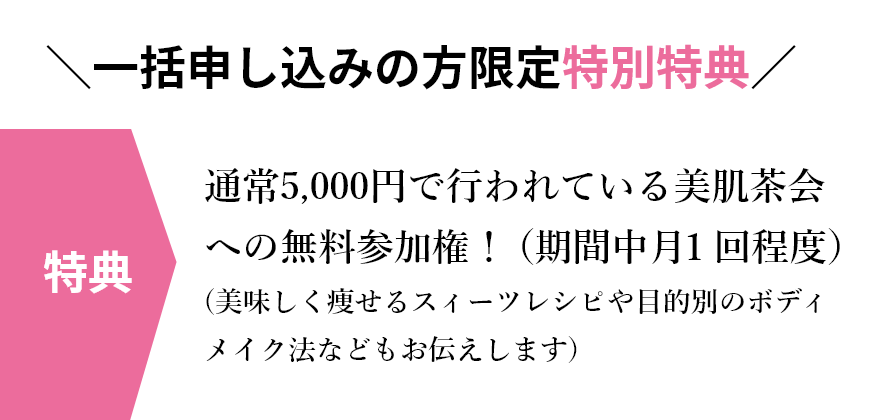 ＼一括申し込みの方限定特別特典／
特典
通常5,000円で行われている美肌茶会
への無料参加権！（期間中月1 回程度）
（美味しく痩せるスィーツレシピや目的別のボディ
メイク法などもお伝えします）